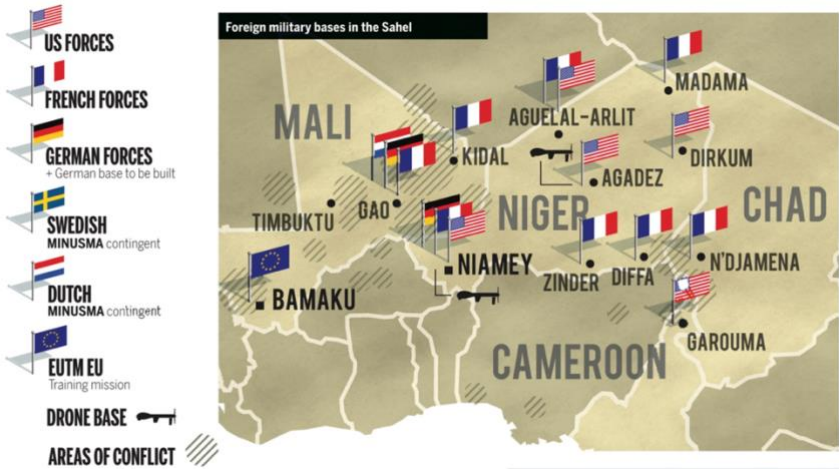 Foreign military bases in the Sahel
US FORCES
FRENCH FORCES
GERMAN FORCES
+ German base to be built
SWEDISH
MINUSMA contingent
DUTCH
MINUSMA contingent
EUTM EU
Training mission
DRONE BASE
AREAS OF CONFLICT
MADAMA
AGUELAL-ARLIT
MALI
KIDAL
DIRKUM
AGADEZ
TIMBUKTU
GAO
NIGER
CHAD
NIAMEY
ZINDER
DIFFA
N'DJAMENA
BAMAKU
GAROUMA
CAMEROON